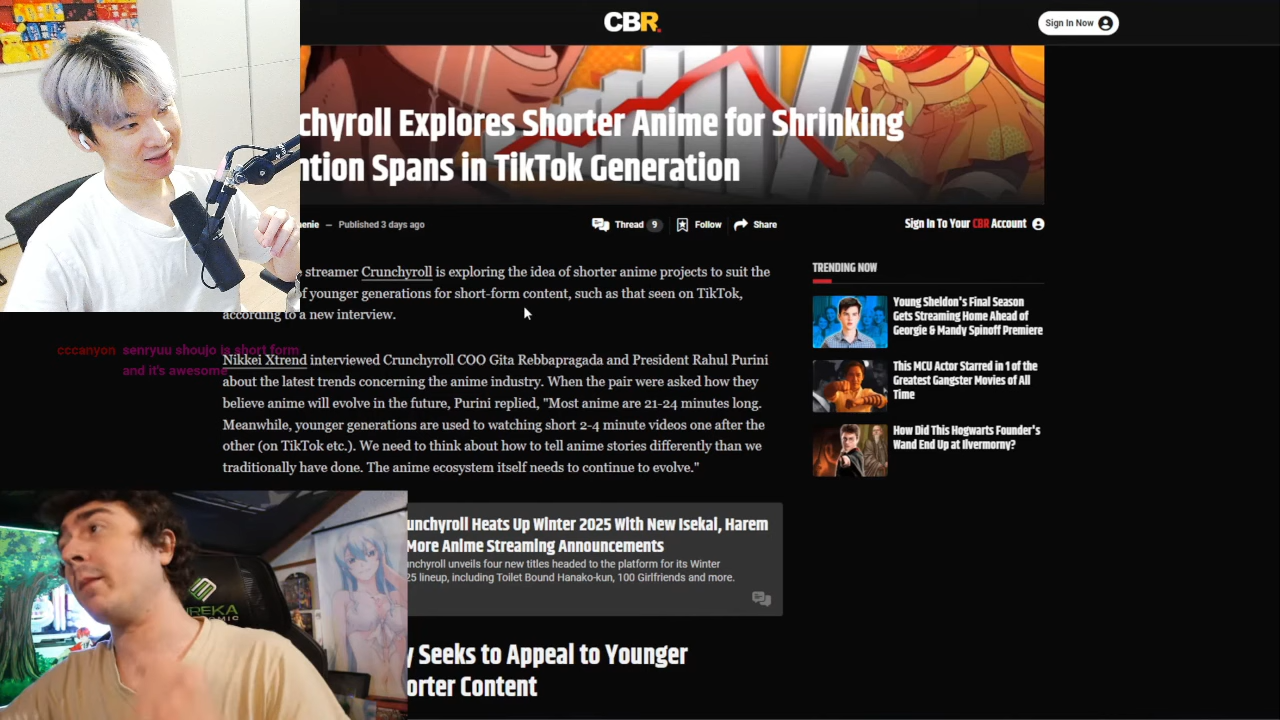 CBR
Sign In Now
chyroll Explores Shorter Anime for Shrinking
ntion Spans in TikTok Generation
enie — Published 3 days ago
Thread 9
Follow
Share
Sign In To Your CBR Account
streamer Crunchyroll is exploring the idea of shorter anime projects to suit the
of younger generations for short-form content, such as that seen on TikTok,
according to a new interview.
cccanyon senryuu shoujo is short form
and it's awesome
Nikkei Xtrend interviewed Crunchyroll COO Gita Rebbapragada and President Rahul Purini
about the latest trends concerning the anime industry. When the pair were asked how they
believe anime will evolve in the future, Purini replied, "Most anime are 21-24 minutes long.
Meanwhile, younger generations are used to watching short 2-4 minute videos one after the
other (on TikTok etc.). We need to think about how to tell anime stories differently than we
traditionally have done. The anime ecosystem itself needs to continue to evolve."
TRENDING NOW
Young Sheldon's Final Season
Gets Streaming Home Ahead of
Georgie & Mandy Spinoff Premiere
This MCU Actor Starred in 1 of the
Greatest Gangster Movies of All
Time
How Did This Hogwarts Founder's
Wand End Up at Ilvermorny?
unchyroll Heats Up Winter 2025 With New Isekai, Harem
More Anime Streaming Announcements
nchyroll unveils four new titles headed to the platform for its Winter
25 lineup, including Toilet Bound Hanako-kun, 100 Girlfriends and more.
y Seeks to Appeal to Younger
orter Content